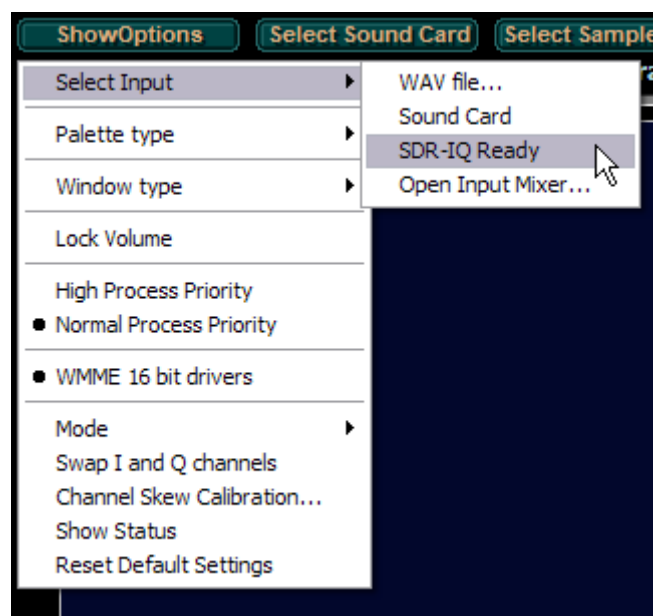 ShowOptions Select Sound Card Select Sample
Select Input
Palette type
Window type
Lock Volume
High Process Priority
Normal Process Priority
WMME 16 bit drivers
Mode
Swap I and Q channels
Channel Skew Calibration...
Show Status
Reset Default Settings
WAV file...
Sound Card
SDR-IQ Ready
Open Input Mixer...